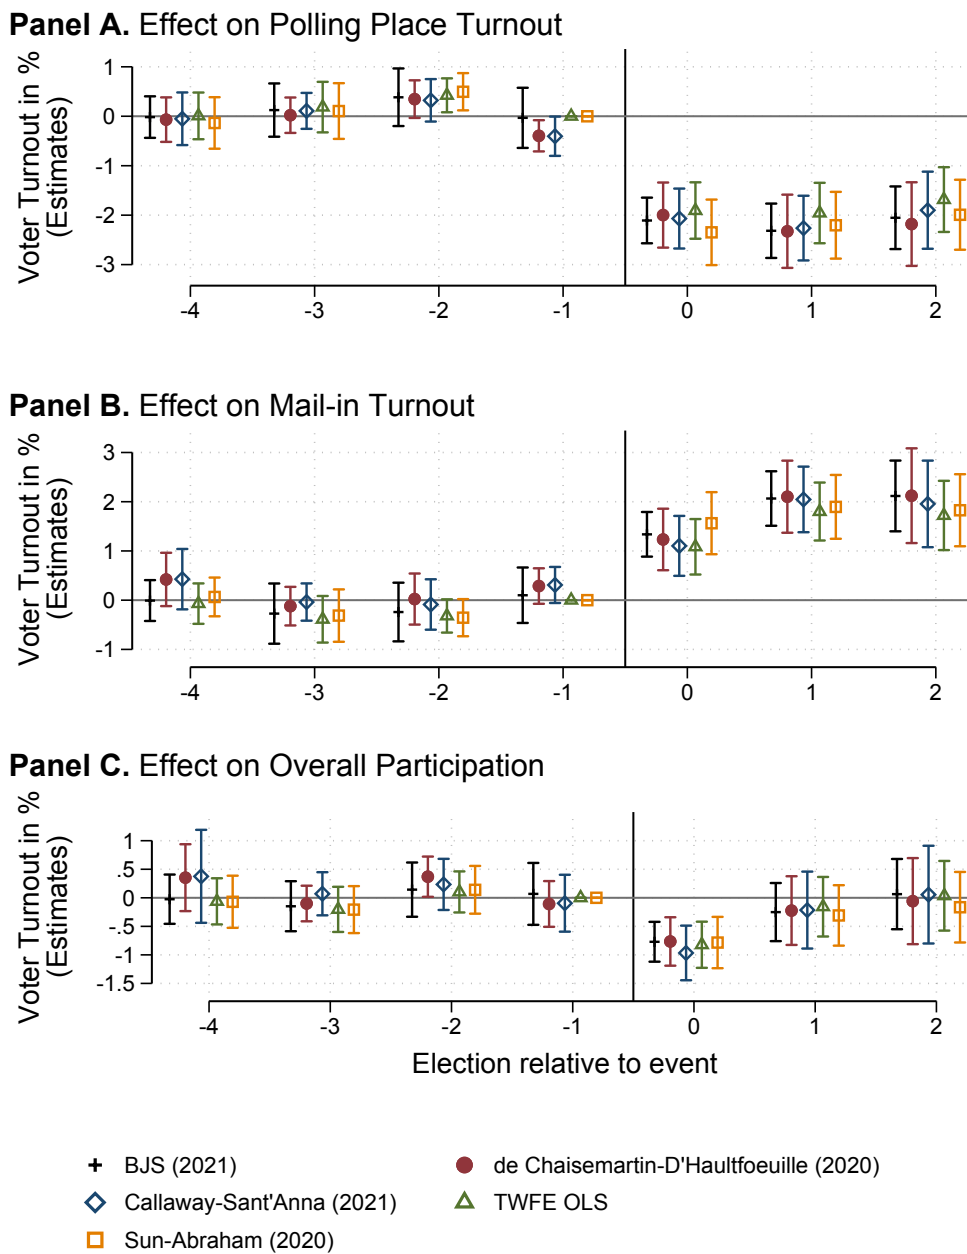 Panel A. Effect on Polling Place Turnout
Voter Turnout in %
(Estimates)
1
0
-1
-2
-3
-4 -3 -2 -1 0 1 2
Panel B. Effect on Mail-in Turnout
Voter Turnout in %
(Estimates)
3
2
1
0
-1
-4 -3 -2 -1 0 1 2
Panel C. Effect on Overall Participation
Voter Turnout in %
(Estimates)
1
.5
0
-.5
-1
-1.5
-4 -3 -2 -1 0 1 2
Election relative to event
BJS (2021) de Chaisemartin-D'Haultfoeuille (2020)
Callaway-Sant'Anna (2021) TWFE OLS
Sun-Abraham (2020)